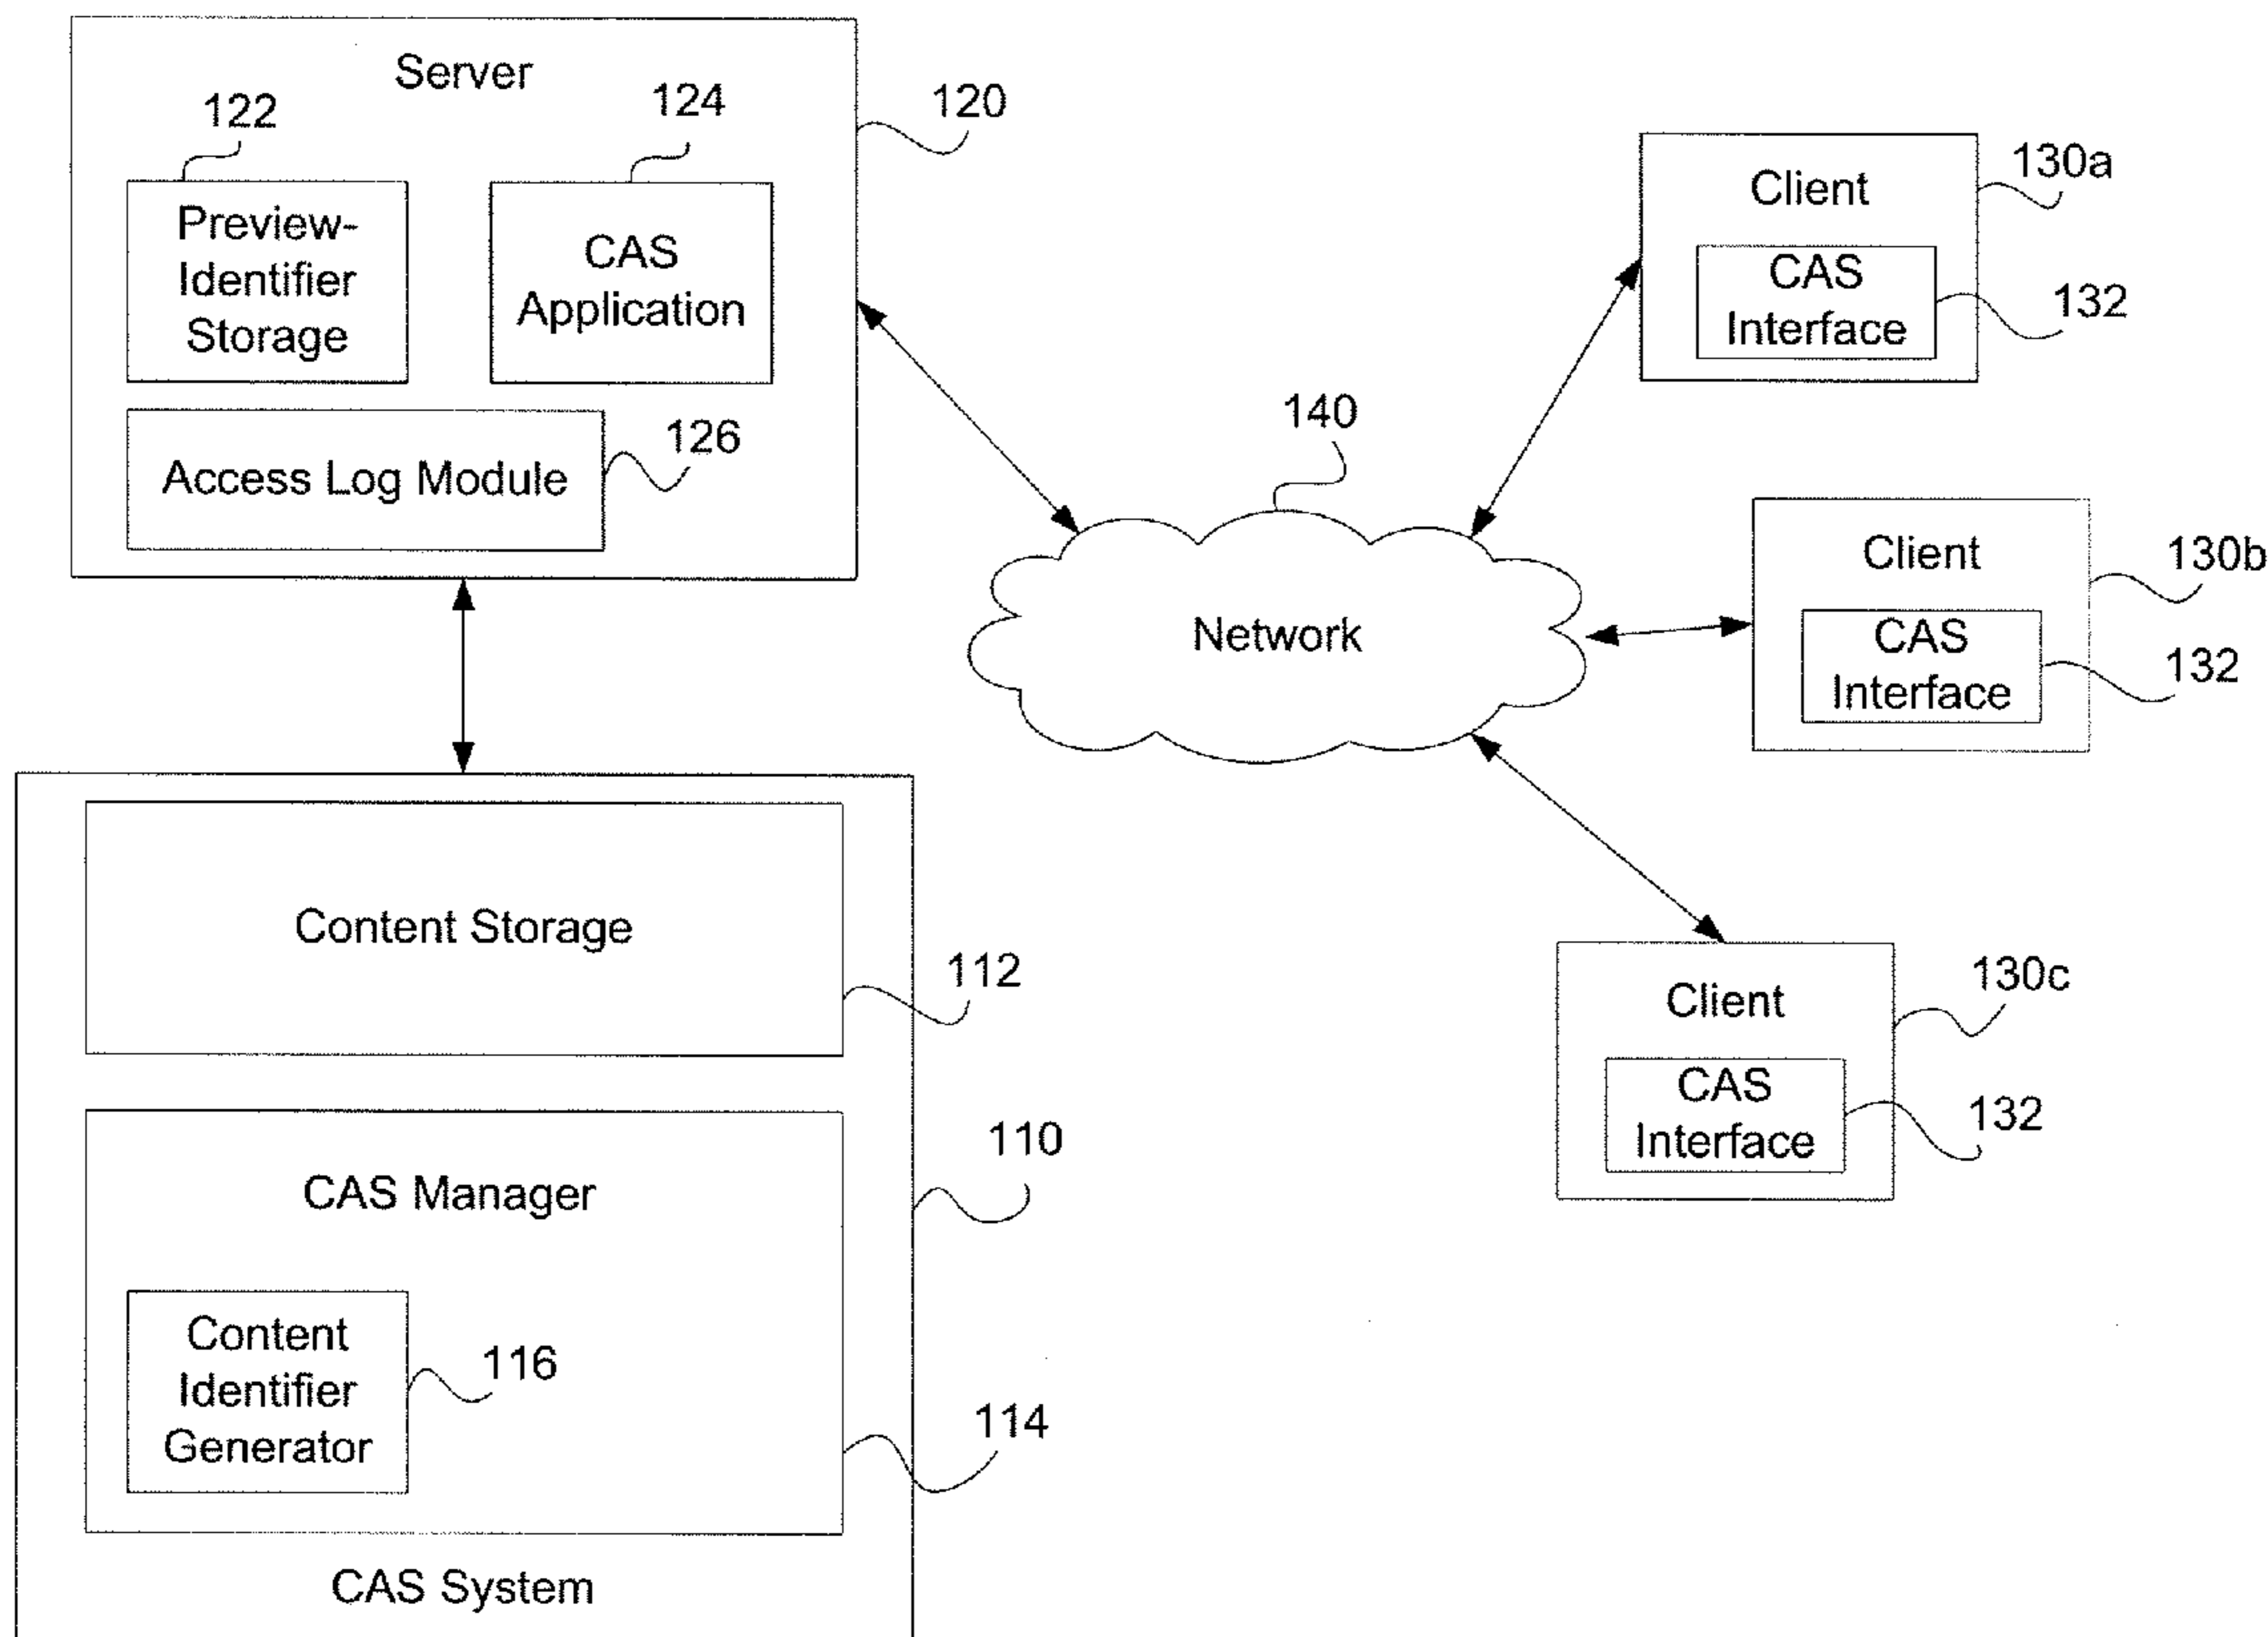 Server
122
124
120
Preview-
Identifier
Storage
CAS
Application
Access Log Module
126
140
Network
Client
130a
CAS
Interface
132
Client
130b
CAS
Interface
132
Client
130c
CAS
Interface
132
Content Storage
112
CAS Manager
110
Content
Identifier
Generator
116
114
CAS System